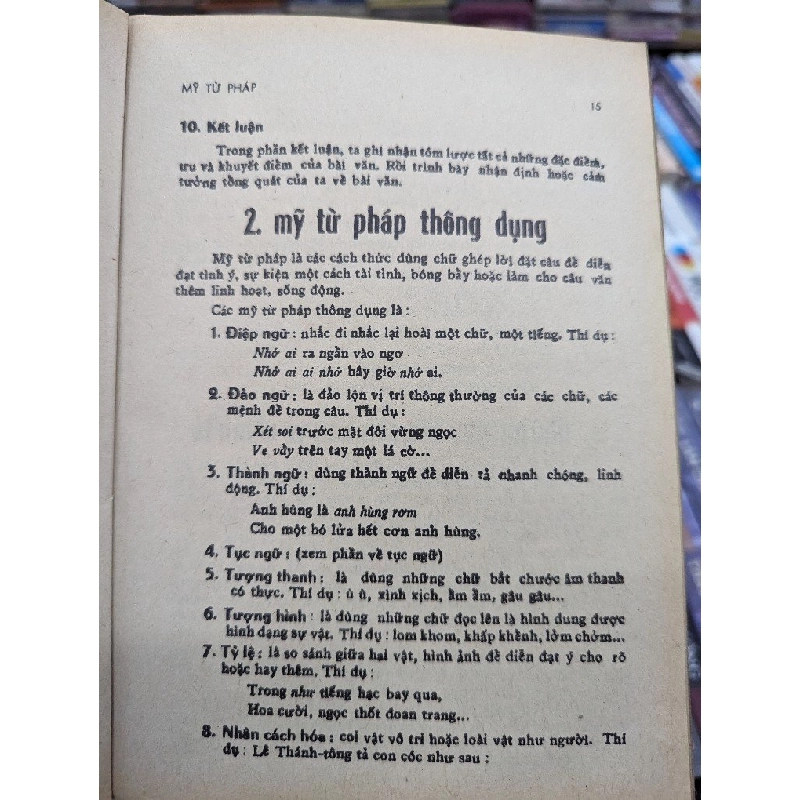 MỸ TỪ PHÁP
15
10. Kết luận
Trong phần kết luận, ta ghi nhận tóm lược tất cả những đặc điểm,
ưu và khuyết điểm của bài văn. Rồi trình bày nhận định hoặc cảm
tưởng tổng quát của ta về bài văn.
2. mỹ từ pháp thông dụng
Mỹ từ pháp là các cách thức dùng chữ ghép lời đặt câu để diễn
đạt tình ý, sự kiện một cách tài tình, bóng bẩy hoặc làm cho câu văn
thêm linh hoạt, sống động.
Các mỹ từ pháp thông dụng là :
1. Điệp ngữ : nhắc đi nhắc lại hoài một chữ, một tiếng. Thí dụ :
Nhớ ai ra ngẩn vào ngơ
Nhớ ai ai nhớ bây giờ nhớ ai.
2. Đảo ngữ : là đảo lộn vị trí thông thường của các chữ, các
mệnh đề trong câu. Thí dụ :
Xét soi trước mặt đôi vừng ngọc
Ve vẩy trên tay một lá cờ...
3. Thành ngữ : dùng thành ngữ để diễn tả nhanh chóng, linh
động. Thí dụ :
Anh hùng là anh hùng rơm
Cho một bó lửa hết cơn anh hùng.
4. Tục ngữ : (xem phần về tục ngữ)
5. Tượng thanh : là dùng những chữ bắt chước âm thanh
có thực. Thí dụ : ù ù, xình xịch, ầm ầm, gâu gâu...
6. Tượng hình : là dùng những chữ đọc lên là hình dung được
hình dạng sự vật. Thí dụ : lom khom, khấp khểnh, lởm chởm...
7. Tỷ lệ : là so sánh giữa hai vật, hình ảnh để diễn đạt ý cho rõ
hoặc hay thêm. Thí dụ :
Trong như tiếng hạc bay qua,
Hoa cười, ngọc thốt đoan trang...
8. Nhân cách hóa : coi vật vô tri hoặc loài vật như người. Thí
dụ : Lê Thánh-tông tả con cóc như sau :